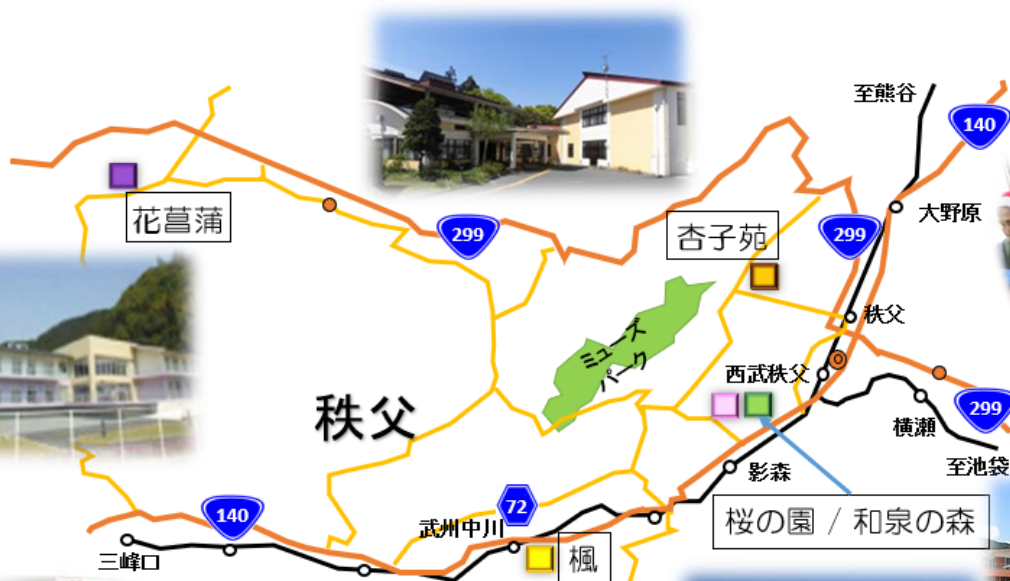 至熊谷
140
大野原
花菖蒲
299
杏子苑
299
秩父
ミューズ
パーク
西武秩父
秩父
横瀬
299
至池袋
影森
桜の園 / 和泉の森
72
武州中川
140
三峰口
楓